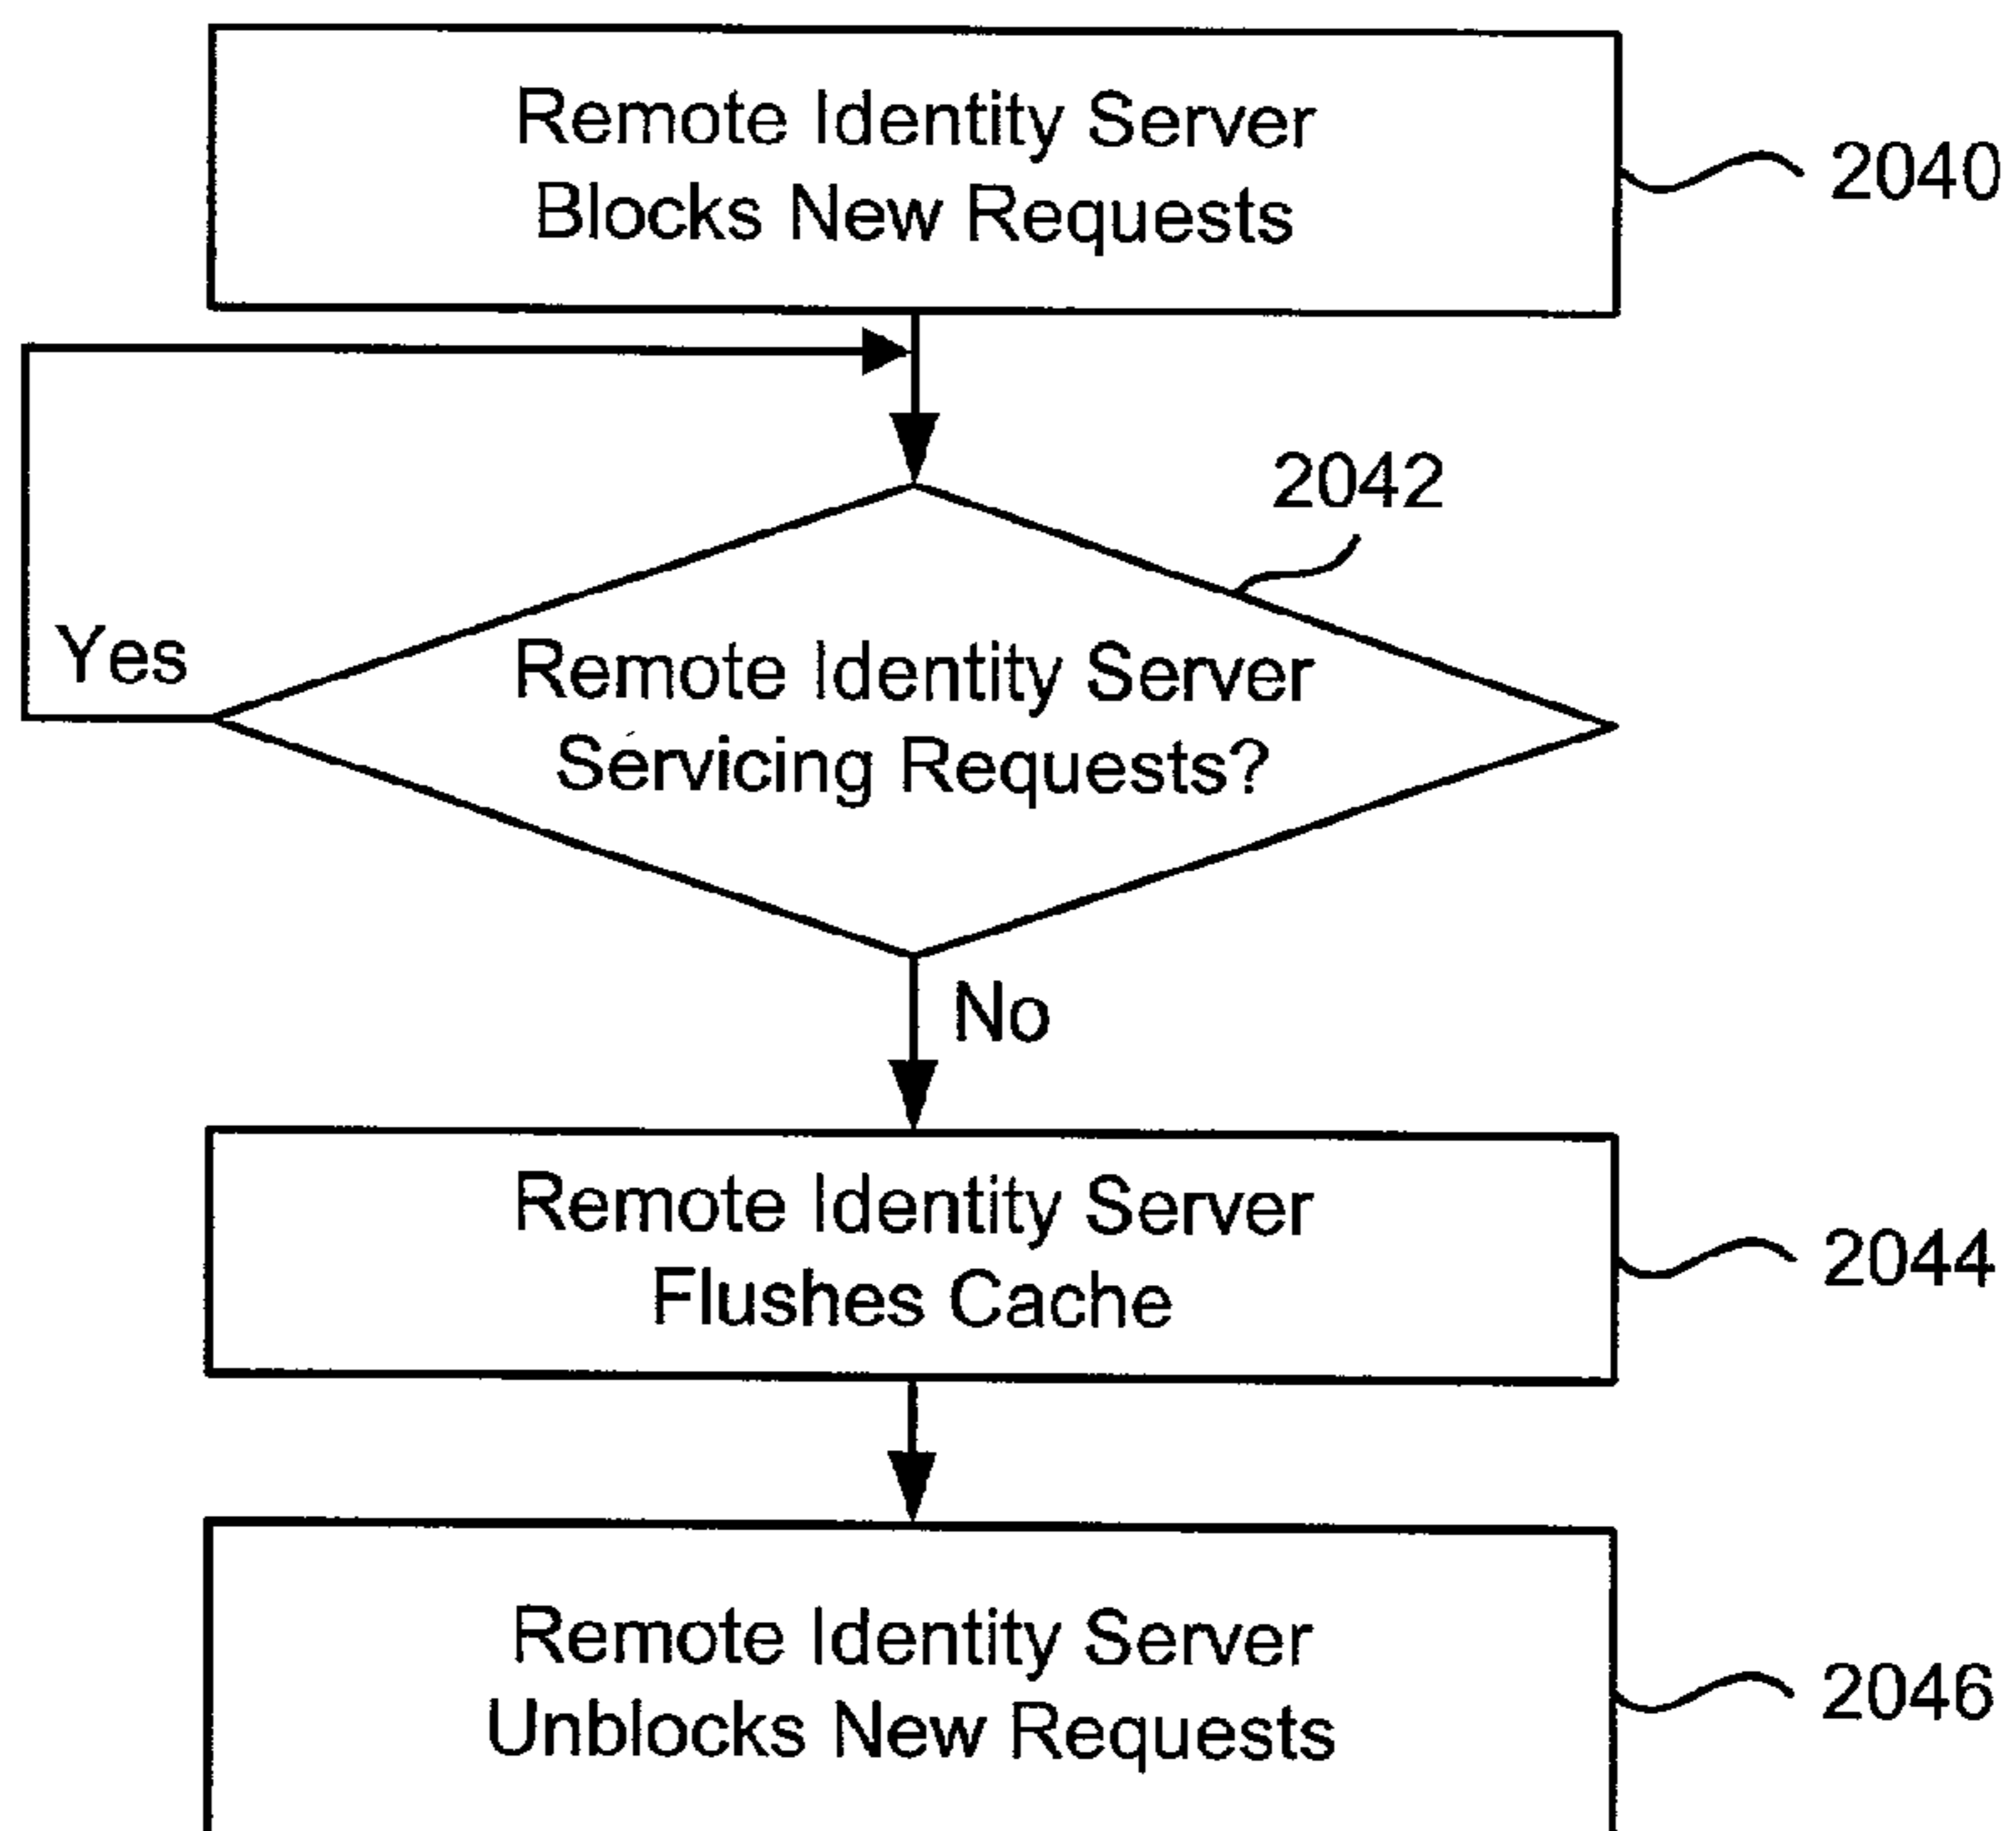 Remote Identity Server
Blocks New Requests
2040
2042
Yes
Remote Identity Server
Servicing Requests?
No
Remote Identity Server
Flushes Cache
2044
Remote Identity Server
Unblocks New Requests
2046